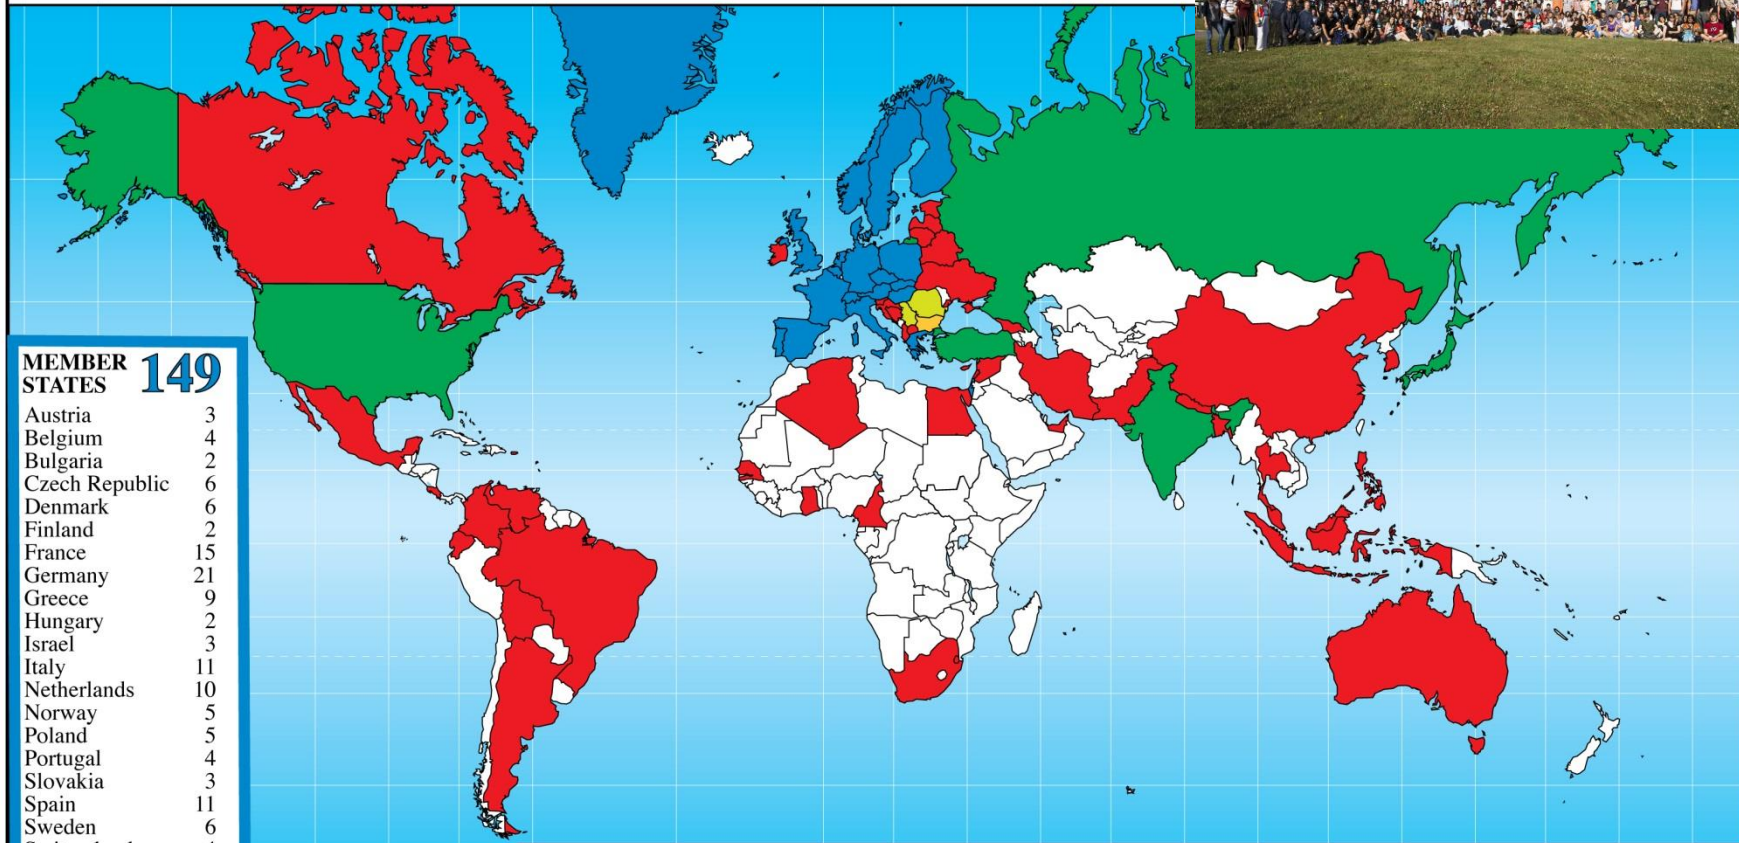 MEMBER STATES 149
Austria 3
Belgium 4
Bulgaria 2
Czech Republic 6
Denmark 6
Finland 2
France 15
Germany 21
Greece 9
Hungary 2
Israel 3
Italy 11
Netherlands 10
Norway 5
Poland 5
Portugal 4
Slovakia 3
Spain 11
Sweden 6